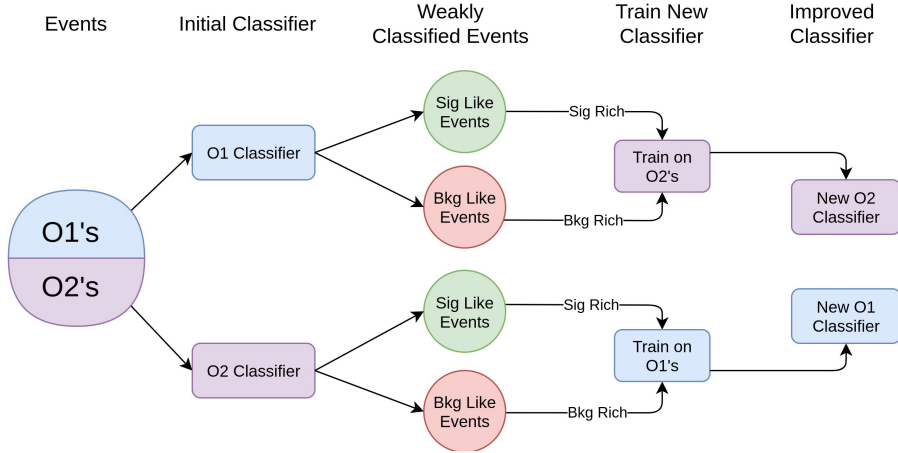 Events
Initial Classifier
Weakly
Classified Events
Train New
Classifier
Improved
Classifier
O1's
O2's
O1 Classifier
Sig Like
Events
Bkg Like
Events
Sig Rich
Bkg Rich
Train on
O2's
New O2
Classifier
O2 Classifier
Sig Like
Events
Bkg Like
Events
Sig Rich
Bkg Rich
Train on
O1's
New O1
Classifier